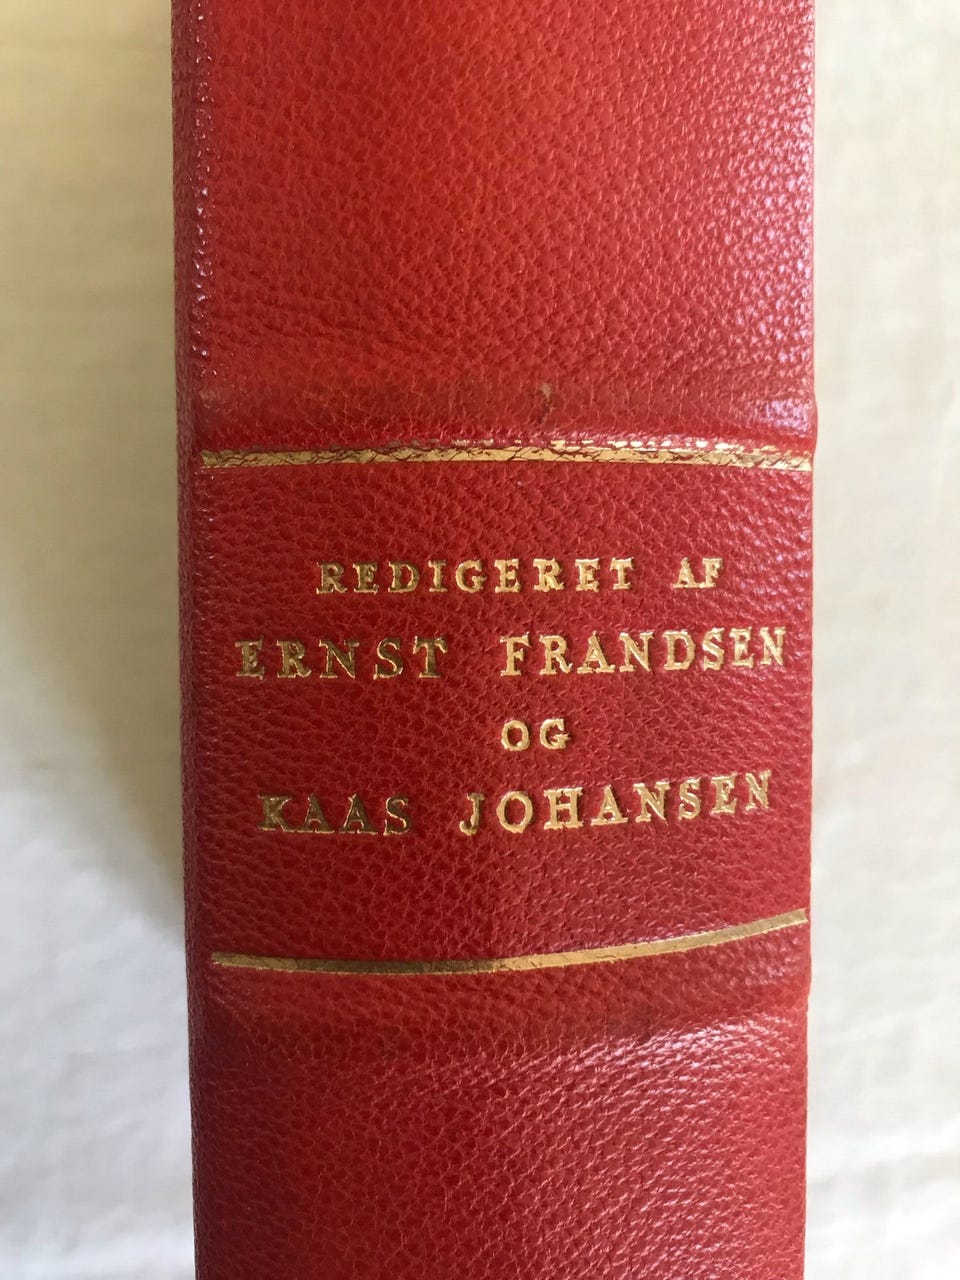 REDIGERET AF
ERNST FRANDSEN
OG
KAAS JOHANSEN